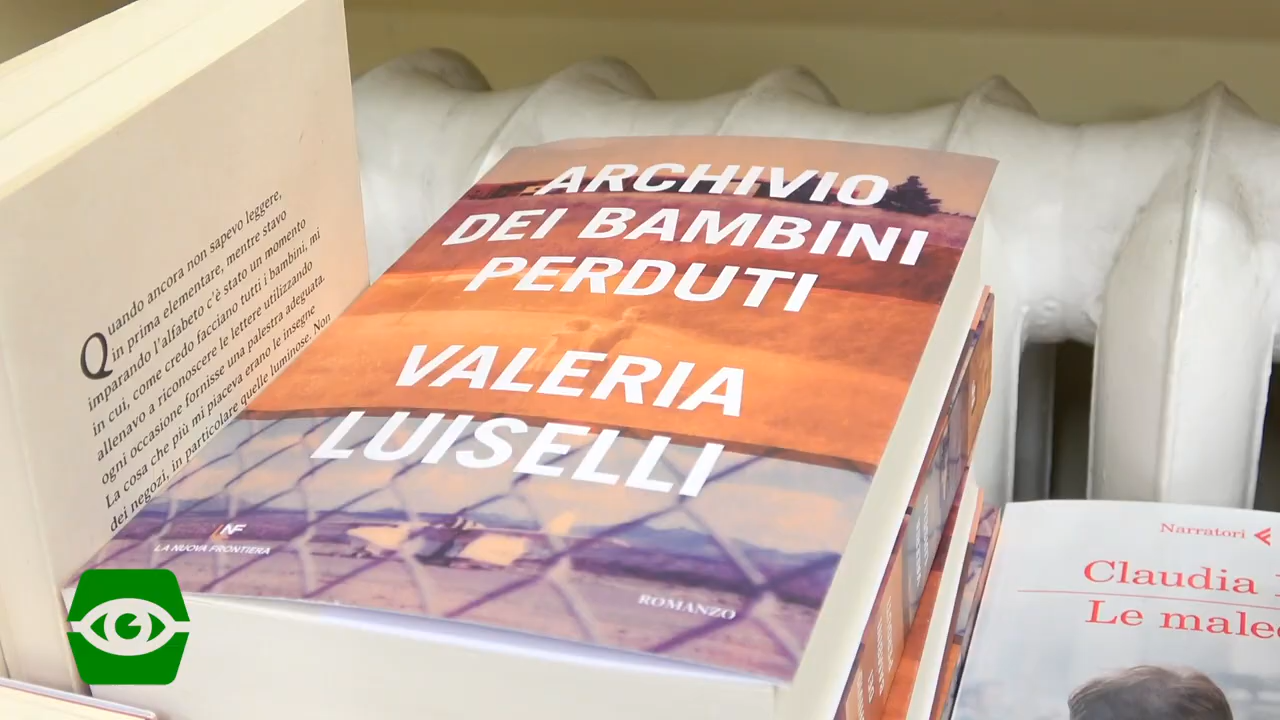 Quando ancora non sapevo leggere,
in prima elementare, mentre stavo
imparando l'alfabeto c'è stato un momento
in cui, come credo facciano tutti i bambini, mi
allenavo a riconoscere le lettere utilizzando
ogni occasione fornisse una palestra adeguata.
La cosa che più mi piaceva erano le insegne
dei negozi, in particolare quelle luminose. Non
ARCHIVIO
DEI BAMBINI
PERDUTI
VALERIA
LUISELLI
NF
LA NUOVA FRONTIERA
ROMANZO
Narratori
Claudia
Le male